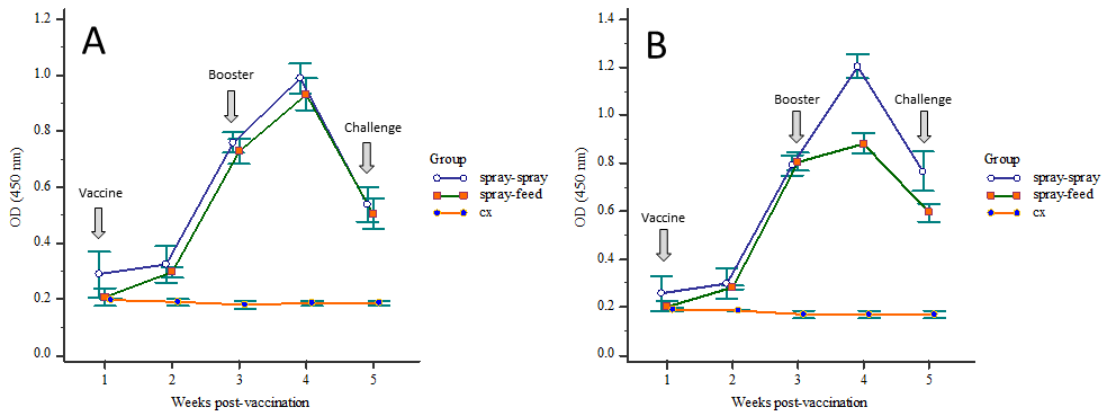 A
1.2
1.0
0.8
0.6
0.4
0.2
0.0
OD (450 nm)
Vaccine
Booster
Challenge
1 2 3 4 5
Weeks post-vaccination
Group
spray-spray
spray-feed
cx
B
1.4
1.2
1.0
0.8
0.6
0.4
0.2
0.0
OD (450 nm)
Vaccine
Booster
Challenge
1 2 3 4 5
Weeks post-vaccination
Group
spray-spray
spray-feed
cx